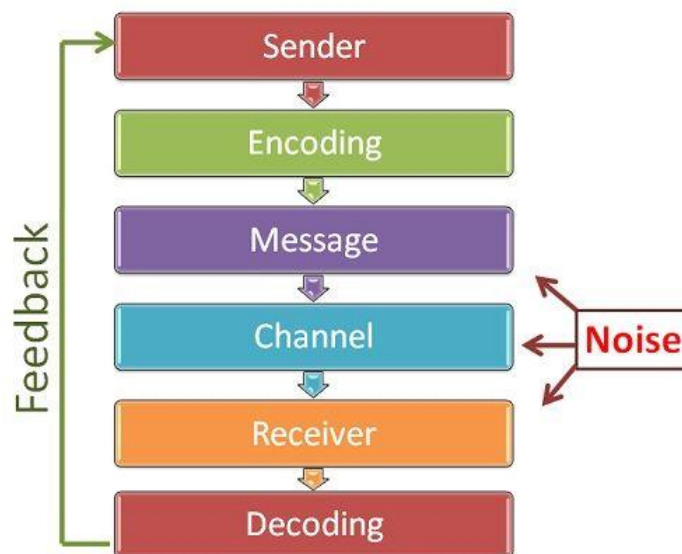 Sender
Encoding
Message
Channel
Receiver
Decoding
Feedback
Noise